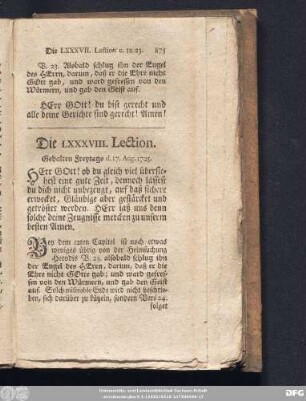 Die LXXXVII. Lection v. 12. 23. 875
V. 23. Alsobald schlug ihn der Engel
des HErrn, darum, daß er die Ehre nicht
GOtt gab, und ward gefressen von den
Würmern, und gab den Geist auf.
HErr GOtt! du bist gerecht und
alle deine Gerichte sind gerecht! Amen!
Die LXXXVIII. Lection.
Gehalten Freytags d. 17. Aug. 1725.
HErr GOtt! ob du gleich viel übersie-
hest eine gute Zeit, dennoch lässest
du dich nicht unbezeugt, auf daß sichere
erwecket, Gläubige aber gestärcket und
getröstet werden. HErr laß uns denn
solche deine Zeugnisse mercken zu unserm
besten Amen.
Bey dem 12ten Capitel ist noch etwas
weniges übrig von der Heimsuchung
Herodis V. 23. alsobald schlug ihn
der Engel des HErrn, darum, daß er die
Ehre nicht GOtte gab; und ward gefres-
sen von den Würmern, und gab den Geist
auf. Solch elende Ende wird nicht beschrie-
ben, sich darüber zu kützeln, sondern Vers 24.
folget